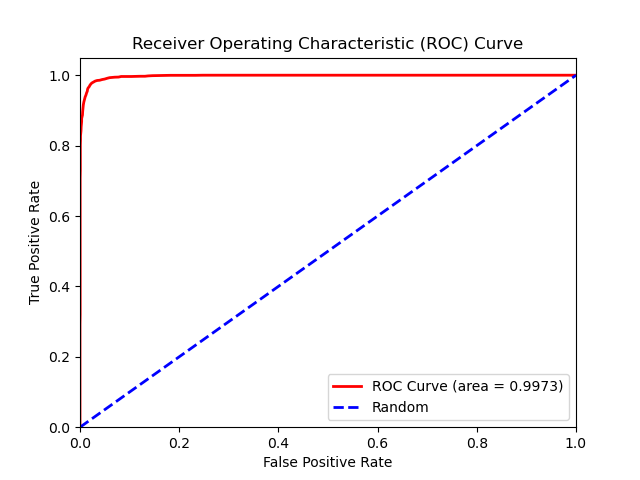 Receiver Operating Characteristic (ROC) Curve
1.0
0.8
0.6
0.4
0.2
0.0
True Positive Rate
ROC Curve (area = 0.9973)
Random
0.0 0.2 0.4 0.6 0.8 1.0
False Positive Rate